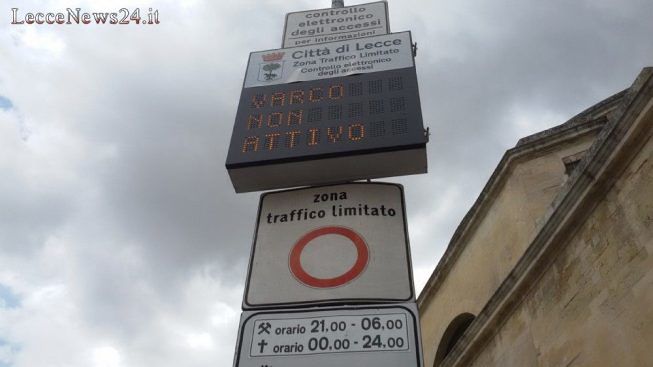 LecceNews24.it
controllo
elettronico
degli accessi
per informazioni
Città di Lecce
Zona Traffico Limitato
Controllo elettronico
degli accessi
VARCO
NON
ATTIVO
zona
traffico limitato
orario 21,00 - 06,00
orario 00,00 - 24,00